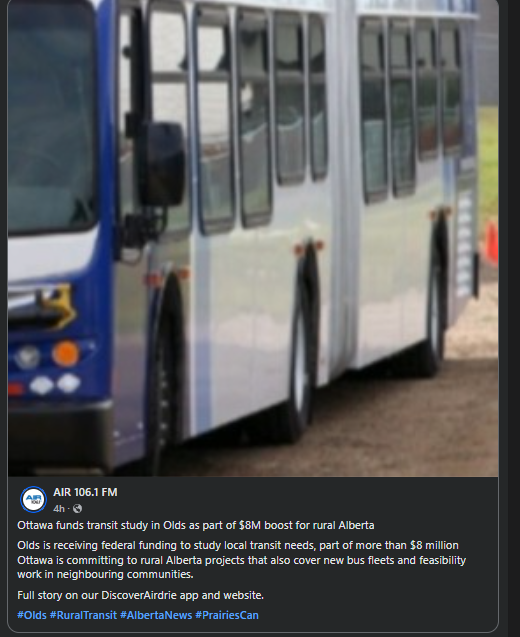 AIR 106.1 FM
4h ·
Ottawa funds transit study in Olds as part of $8M boost for rural Alberta
Olds is receiving federal funding to study local transit needs, part of more than $8 million
Ottawa is committing to rural Alberta projects that also cover new bus fleets and feasibility
work in neighbouring communities.
Full story on our DiscoverAirdrie app and website.
#Olds #RuralTransit #AlbertaNews #PrairiesCan